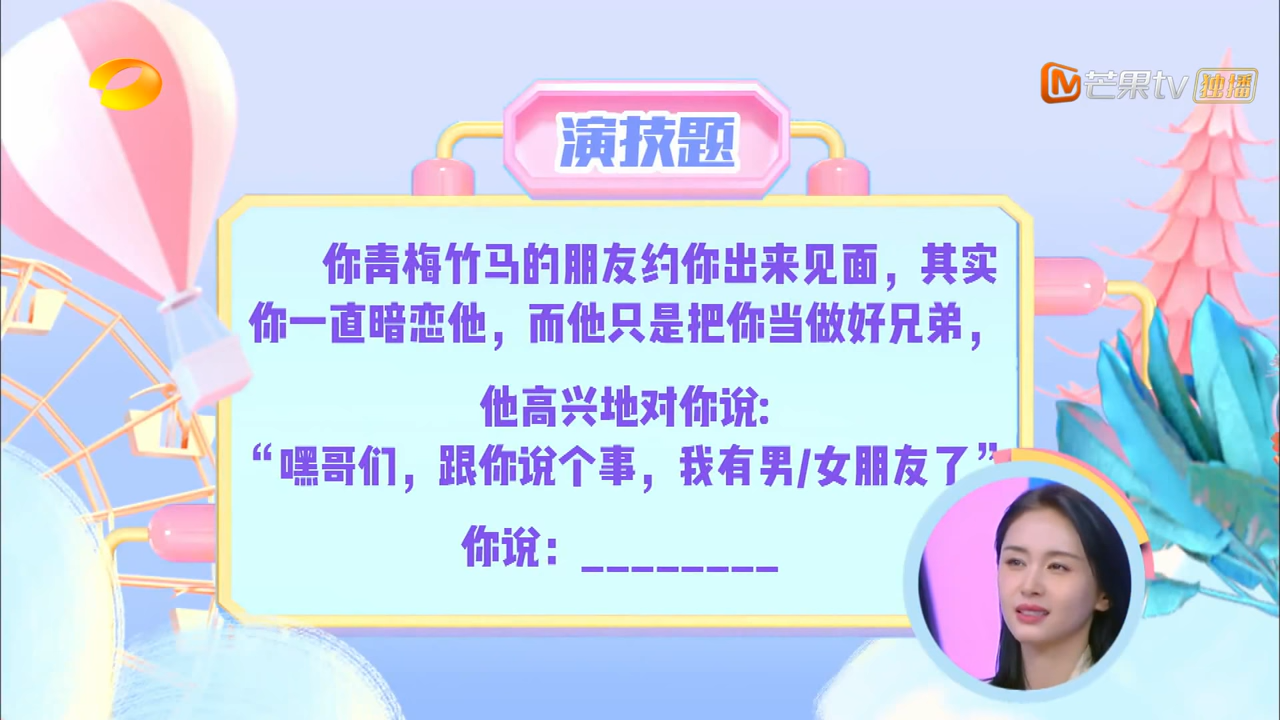 芒果tv 独播
演技题
你青梅竹马的朋友约你出来见面，其实
你一直暗恋他，而他只是把你当做好兄弟，
他高兴地对你说:
“嘿哥们，跟你说个事，我有男/女朋友了”
你说：________